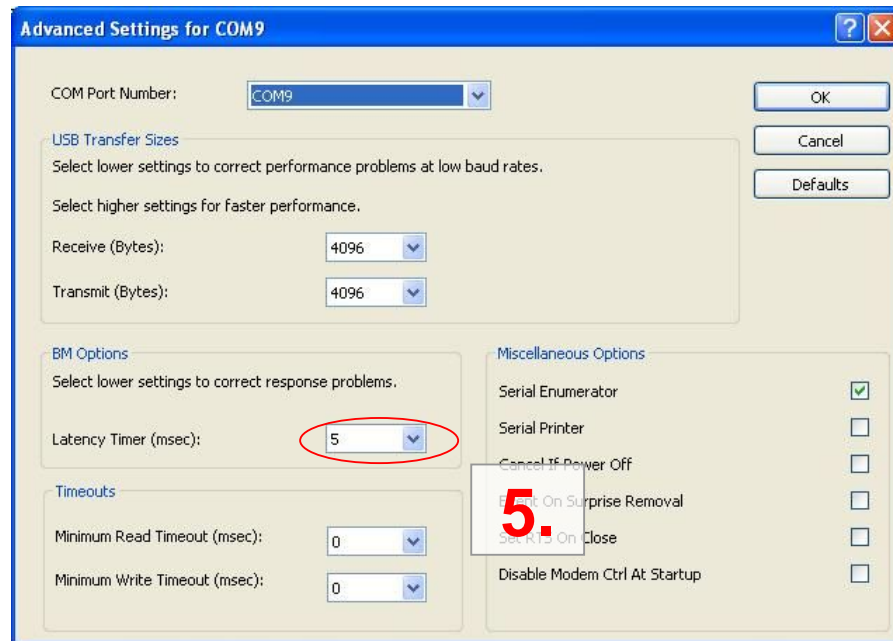 Advanced Settings for COM9
COM Port Number:
COM9
OK
Cancel
Defaults
USB Transfer Sizes
Select lower settings to correct performance problems at low baud rates.
Select higher settings for faster performance.
Receive (Bytes):
4096
Transmit (Bytes):
4096
BM Options
Select lower settings to correct response problems.
Latency Timer (msec):
5
Timeouts
Minimum Read Timeout (msec):
0
Minimum Write Timeout (msec):
0
Miscellaneous Options
Serial Enumerator
Serial Printer
Cancel If Power Off
Event On Surprise Removal
Set RTS On Close
Disable Modem Ctrl At Startup
5.